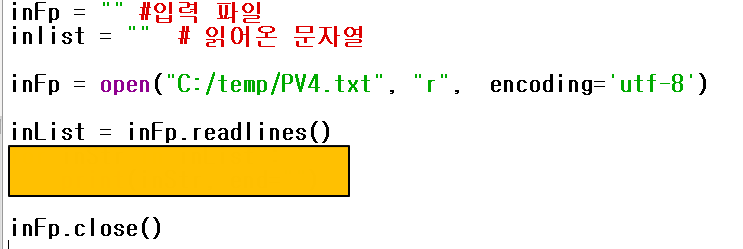 inFp = "" #입력 파일
inlist = "" # 읽어온 문자열
inFp = open("C:/temp/PV4.txt", "r", encoding='utf-8')
inList = inFp.readlines()
inFp.close()